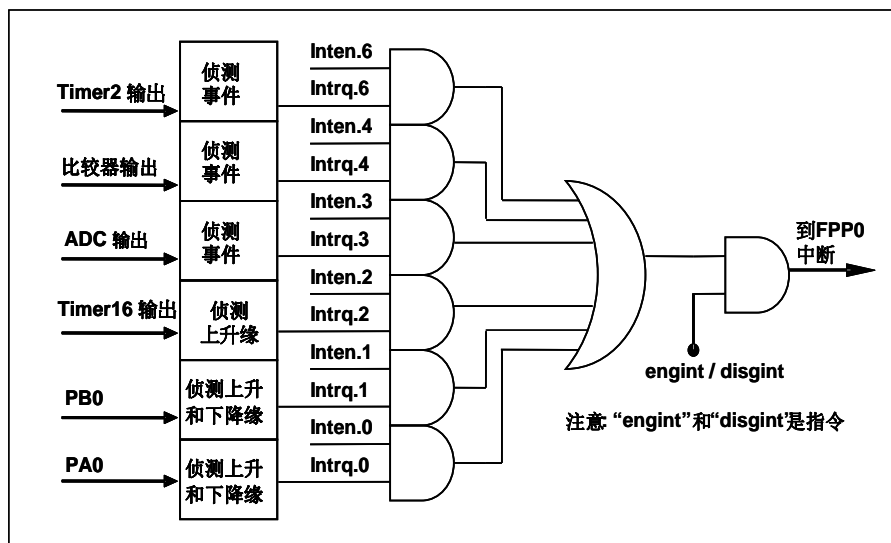 Timer2 输出
侦测
事件
Inten.6
Intrq.6
比较器输出
侦测
事件
Inten.4
Intrq.4
ADC 输出
侦测
事件
Inten.3
Intrq.3
Timer16 输出
侦测
上升缘
Inten.2
Intrq.2
PB0
侦测上升
和下降缘
Inten.1
Intrq.1
PA0
侦测上升
和下降缘
Inten.0
Intrq.0
到FPP0
中断
engint / disgint
注意: “engint”和“disgint’是指令